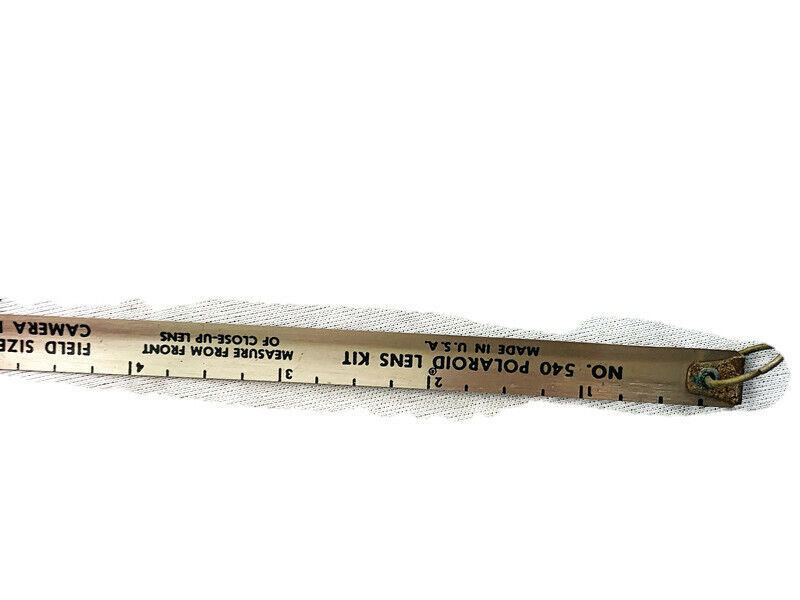 NO. 540 POLAROID® LENS KIT
MADE IN U.S.A.
MEASURE FROM FRONT
OF CLOSE-UP LENS
FIELD SIZE
CAMERA
1 2 3 4